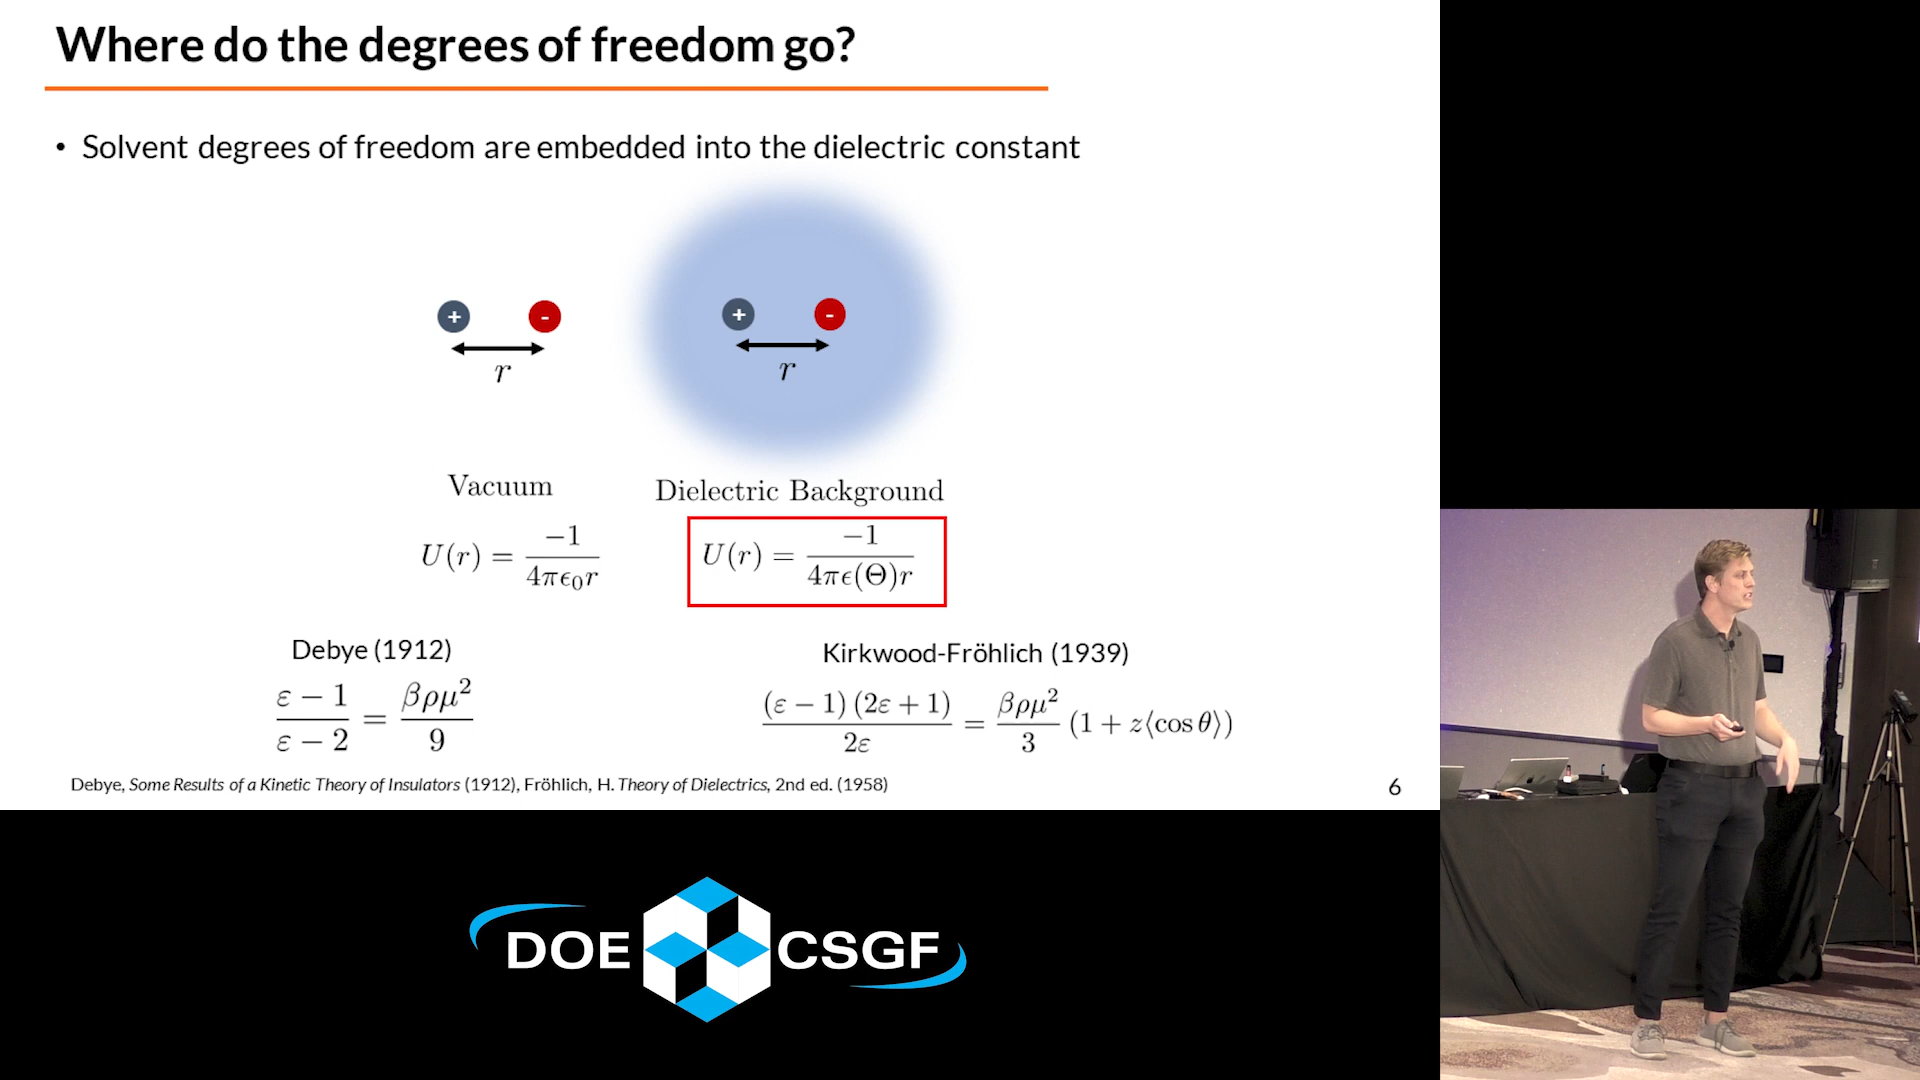 Where do the degrees of freedom go?
• Solvent degrees of freedom are embedded into the dielectric constant
+ - + -
r r
Vacuum Dielectric Background
U(r) = −1 / 4πϵ₀r U(r) = −1 / 4πϵ(Θ)r
Debye (1912) Kirkwood-Fröhlich (1939)
ε − 1 / ε − 2 = βρμ² / 9 (ε − 1) (2ε + 1) / 2ε = βρμ² / 3 (1 + z⟨cos θ⟩)
Debye, Some Results of a Kinetic Theory of Insulators (1912), Fröhlich, H. Theory of Dielectrics, 2nd ed. (1958)
6
DOE CSGF